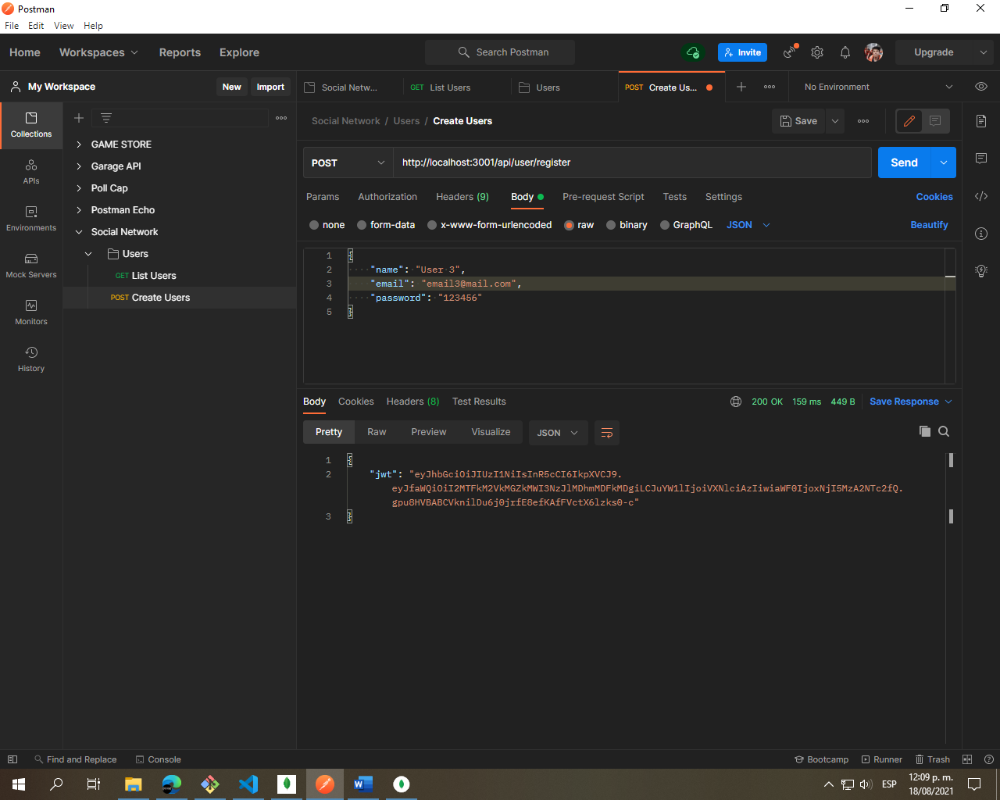 Postman
File Edit View Help
Home Workspaces Reports Explore Search Postman Invite Upgrade
My Workspace New Import
Social Netw... GET List Users Users POST Create Us... No Environment
Collections
APIs
Environments
Mock Servers
Monitors
History
GAME STORE
Garage API
Poll Cap
Postman Echo
Social Network
Users
GET List Users
POST Create Users
Social Network / Users / Create Users Save
POST http://localhost:3001/api/user/register Send
Params Authorization Headers (9) Body Pre-request Script Tests Settings Cookies
none form-data x-www-form-urlencoded raw binary GraphQL JSON Beautify
1 {
2 "name": "User 3",
3 "email": "email3@mail.com",
4 "password": "123456"
5 }
Body Cookies Headers (8) Test Results 200 OK 159 ms 449 B Save Response
Pretty Raw Preview Visualize JSON
1 {
2 "jwt": "eyJhbGciOiJIUzI1NiIsInR5cCI6IkpXVCJ9.
eyJfaWQiOiI2MTFkM2VkMGZkMWI3NzJlMDhmMDFkMDgiLCJuYW1lIjoiVXNlciAzIiwiaWF0IjoxNjI5MzA2NTc2fQ.
gpu8HVBABCVknilDu6j0jrfE8efKAfFVctX6lzks0-c"
3 }
Find and Replace Console Bootcamp Runner Trash
ESP
12:09 p. m.
18/08/2021